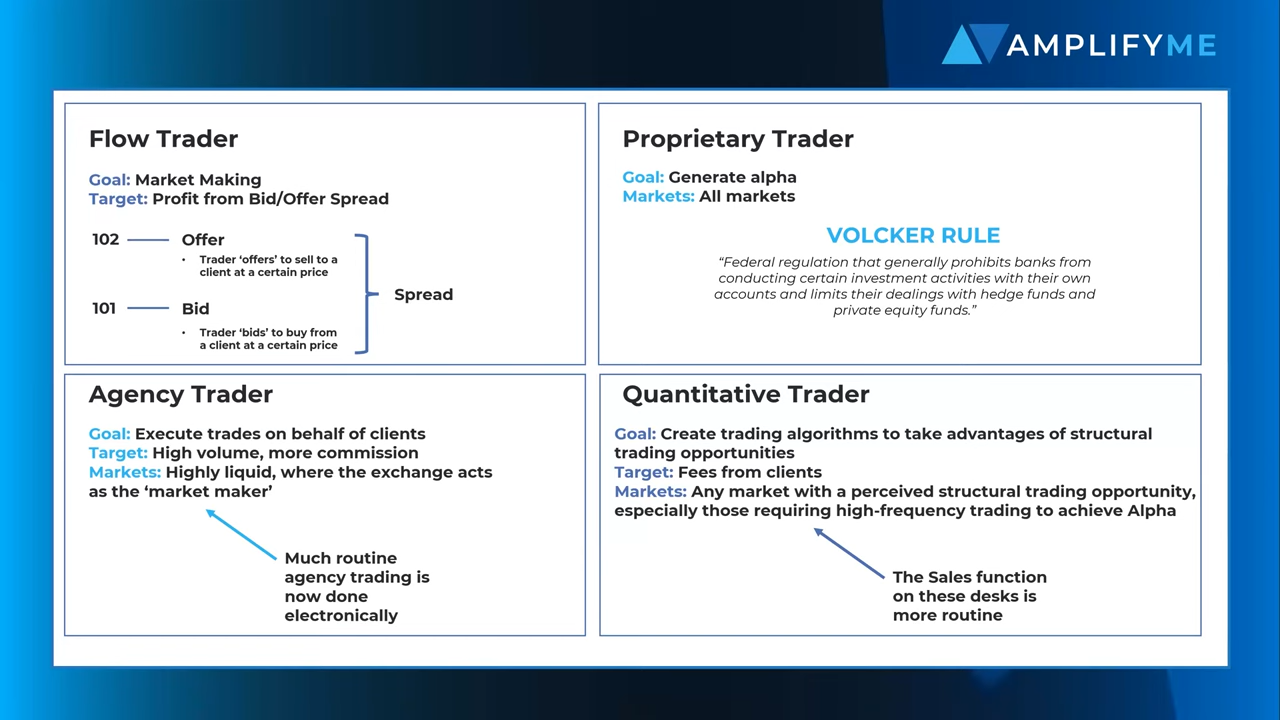 AMPLIFYME
Flow Trader
Goal: Market Making
Target: Profit from Bid/Offer Spread
102
Offer
• Trader ‘offers’ to sell to a
client at a certain price
Spread
101
Bid
• Trader ‘bids’ to buy from
a client at a certain price
Proprietary Trader
Goal: Generate alpha
Markets: All markets
VOLCKER RULE
“Federal regulation that generally prohibits banks from
conducting certain investment activities with their own
accounts and limits their dealings with hedge funds and
private equity funds.”
Agency Trader
Goal: Execute trades on behalf of clients
Target: High volume, more commission
Markets: Highly liquid, where the exchange acts
as the ‘market maker’
Much routine
agency trading is
now done
electronically
Quantitative Trader
Goal: Create trading algorithms to take advantages of structural
trading opportunities
Target: Fees from clients
Markets: Any market with a perceived structural trading opportunity,
especially those requiring high-frequency trading to achieve Alpha
The Sales function
on these desks is
more routine